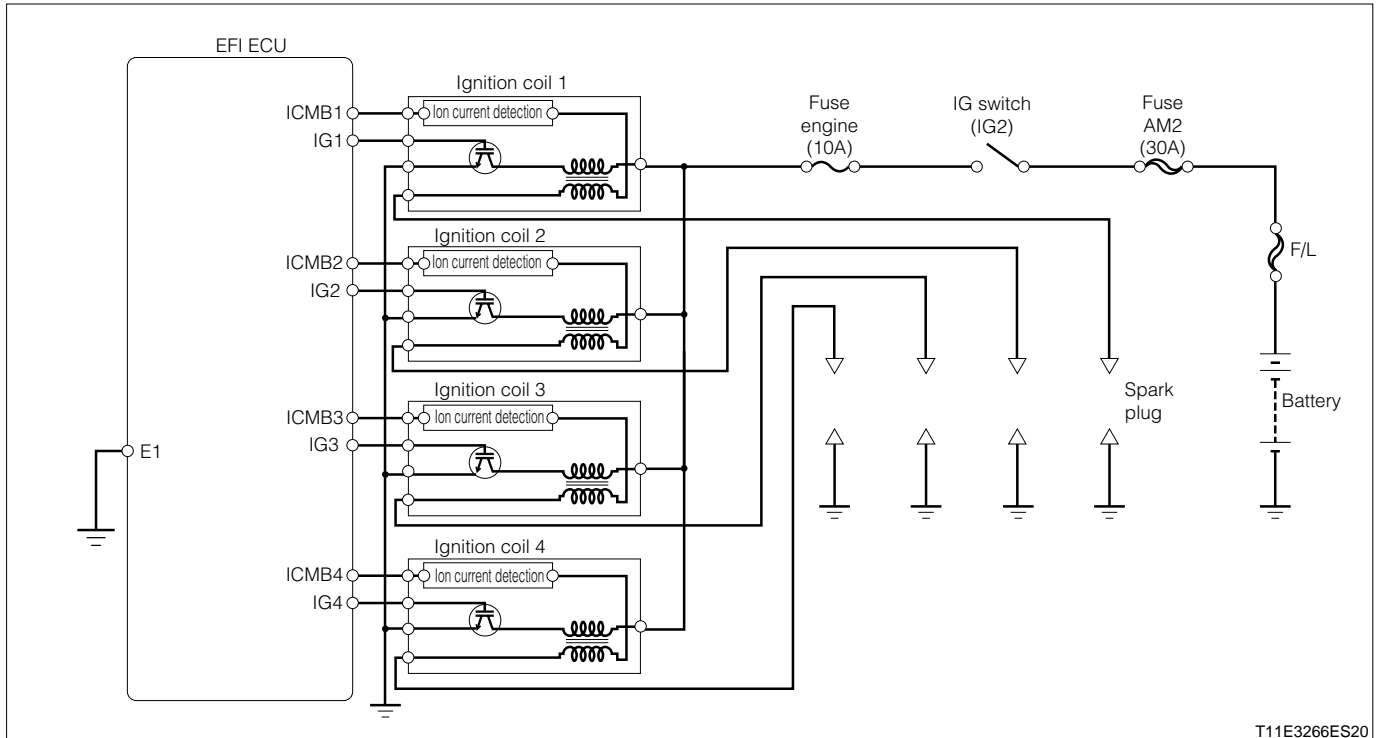 EFI ECU
Ignition coil 1
ICMB1
Ion current detection
IG1
Fuse
engine
(10A)
IG switch
(IG2)
Fuse
AM2
(30A)
F/L
Ignition coil 2
ICMB2
Ion current detection
IG2
Ignition coil 3
ICMB3
Ion current detection
IG3
Spark
plug
Battery
E1
Ignition coil 4
ICMB4
Ion current detection
IG4
T11E3266ES20